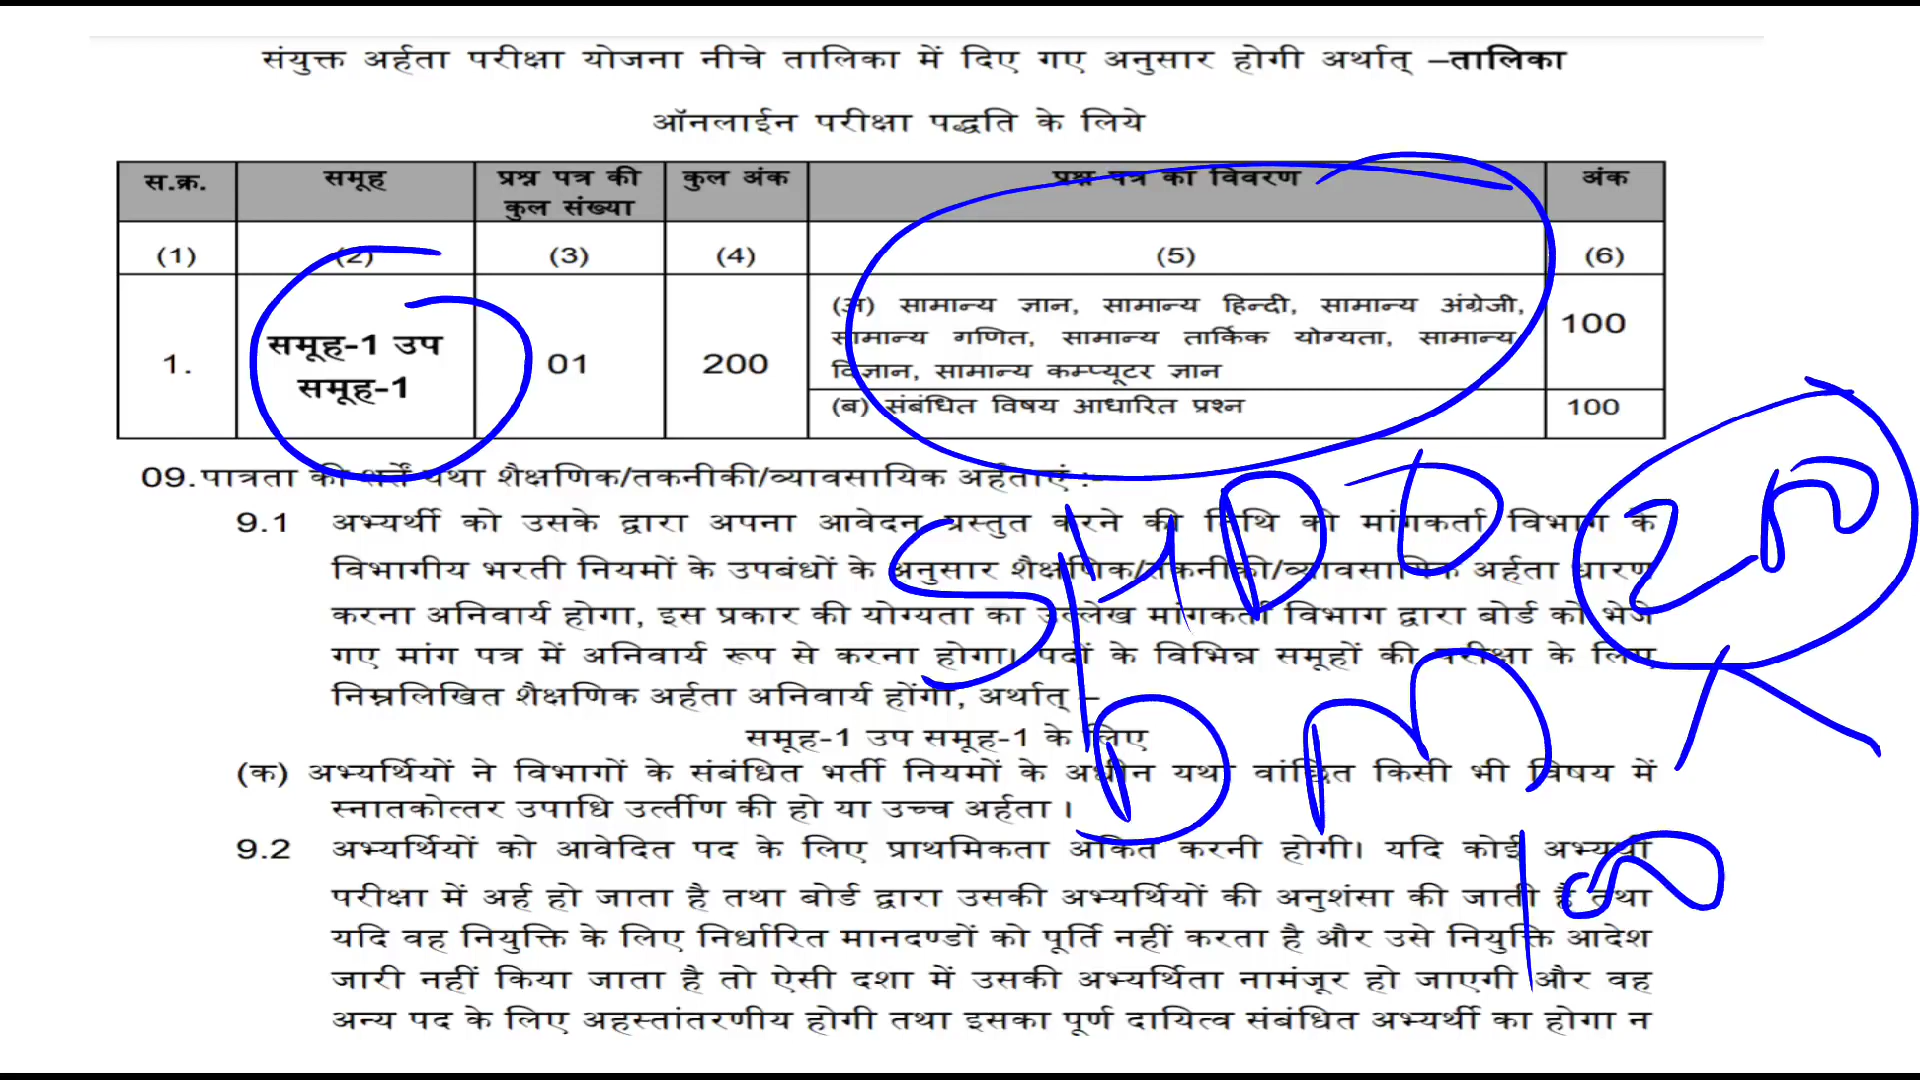 संयुक्त अर्हता परीक्षा योजना नीचे तालिका में दिए गए अनुसार होगी अर्थात् –तालिका
ऑनलाईन परीक्षा पद्धति के लिये
स.क्र. समूह प्रश्न पत्र की कुल संख्या कुल अंक प्रश्न पत्र का विवरण अंक
(1) (2) (3) (4) (5) (6)
1. समूह-1 उप समूह-1 01 200
(अ) सामान्य ज्ञान, सामान्य हिन्दी, सामान्य अंग्रेजी,
सामान्य गणित, सामान्य तार्किक योग्यता, सामान्य
विज्ञान, सामान्य कम्प्यूटर ज्ञान
100
(ब) संबंधित विषय आधारित प्रश्न 100
09.पात्रता की शर्तें यथा शैक्षणिक/तकनीकी/व्यावसायिक अर्हताएं :-
9.1 अभ्यर्थी को उसके द्वारा अपना आवेदन प्रस्तुत करने की तिथि को मांगकर्ता विभाग के
विभागीय भरती नियमों के उपबंधों के अनुसार शैक्षणिक/तकनीकी/व्यावसायिक अर्हता धारण
करना अनिवार्य होगा, इस प्रकार की योग्यता का उल्लेख मांगकर्ता विभाग द्वारा बोर्ड को भेजे
गए मांग पत्र में अनिवार्य रूप से करना होगा। पदों के विभिन्न समूहों की परीक्षा के लिए
निम्नलिखित शैक्षणिक अर्हता अनिवार्य होंगी, अर्थात् –
समूह-1 उप समूह-1 के लिए
(क) अभ्यर्थियों ने विभागों के संबंधित भर्ती नियमों के अधीन यथा वांछित किसी भी विषय में
स्नातकोत्तर उपाधि उर्त्तीण की हो या उच्च अर्हता ।
9.2 अभ्यर्थियों को आवेदित पद के लिए प्राथमिकता अंकित करनी होगी। यदि कोई अभ्यर्थी
परीक्षा में अर्ह हो जाता है तथा बोर्ड द्वारा उसकी अभ्यर्थियों की अनुशंसा की जाती है तथा
यदि वह नियुक्ति के लिए निर्धारित मानदण्डों को पूर्ति नहीं करता है और उसे नियुक्ति आदेश
जारी नहीं किया जाता है तो ऐसी दशा में उसकी अभ्यर्थिता नामंजूर हो जाएगी और वह
अन्य पद के लिए अहस्तांतरणीय होगी तथा इसका पूर्ण दायित्व संबंधित अभ्यर्थी का होगा न